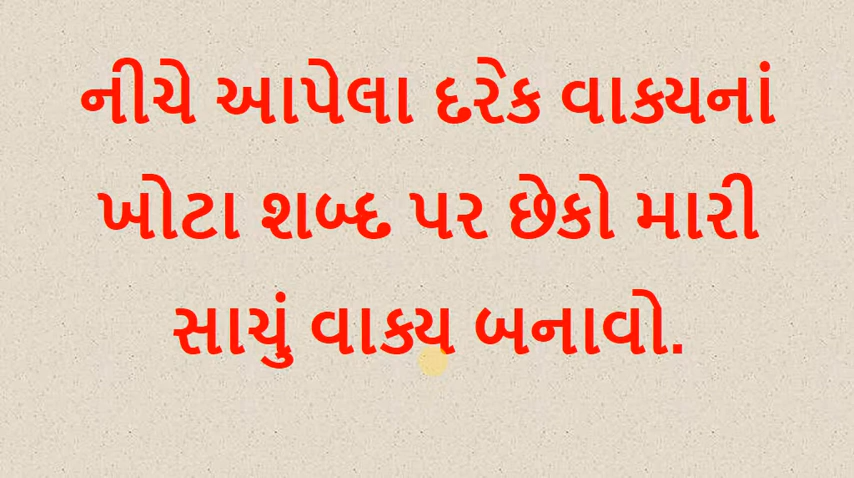 નીચે આપેલા દરેક વાક્યનાં
ખોટા શબ્દ પર છેકો મારી
સાચું વાક્ય બનાવો.